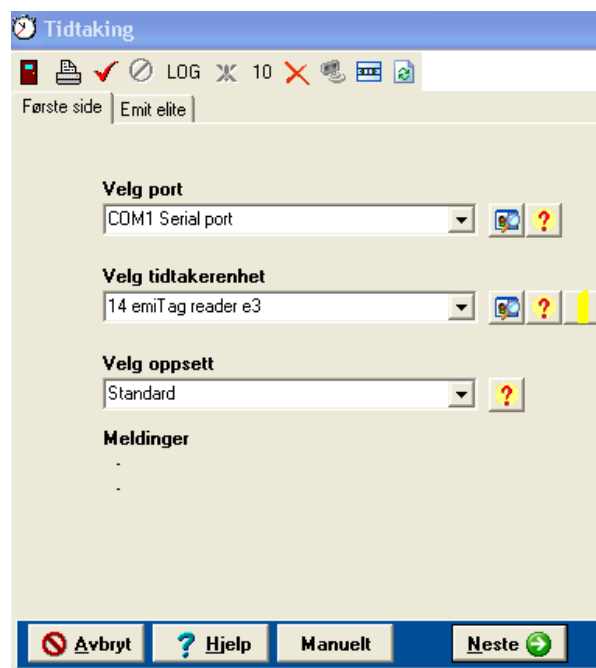 Tidtaking
LOG 10
Første side Emit elite
Velg port
COM1 Serial port
Velg tidtakerenhet
14 emiTag reader e3
Velg oppsett
Standard
Meldinger
-
-
Avbryt Hjelp Manuelt Neste